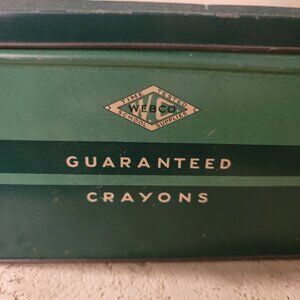 TIME TESTED
WEBCO
SCHOOL SUPPLIES
GUARANTEED
CRAYONS